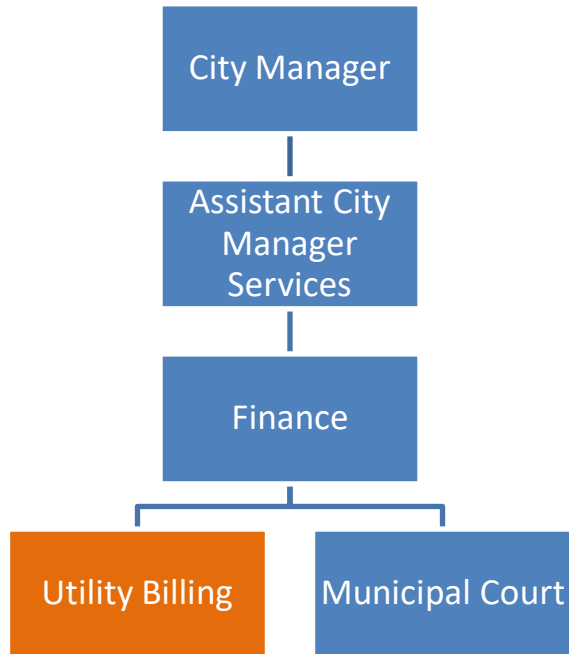 City Manager
Assistant City
Manager
Services
Finance
Utility Billing
Municipal Court